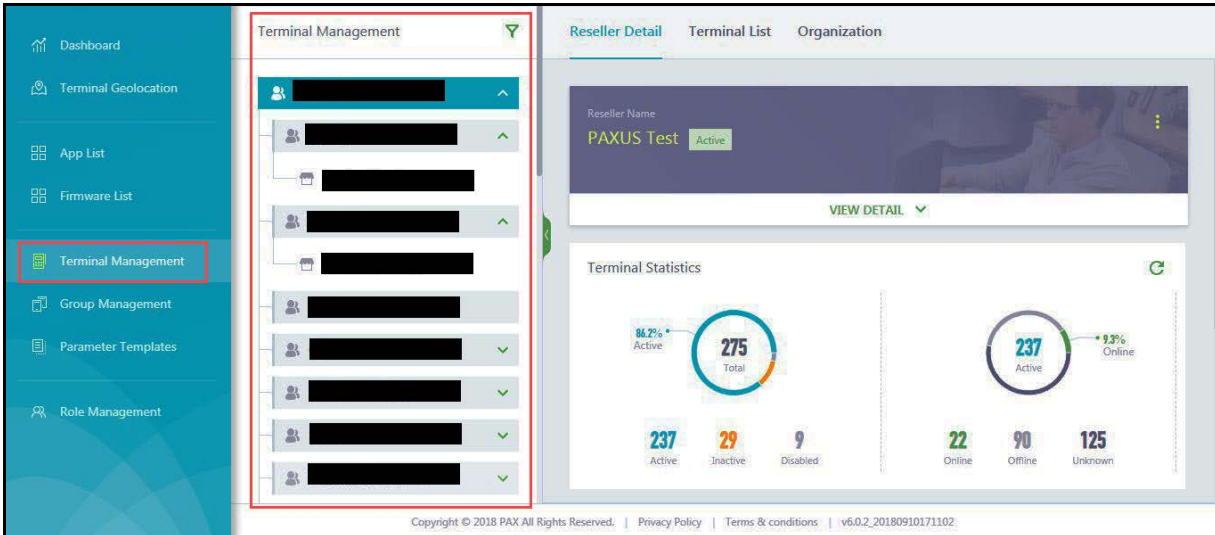 Dashboard
Terminal Geolocation
App List
Firmware List
Terminal Management
Group Management
Parameter Templates
Role Management
Terminal Management
Reseller Detail Terminal List Organization
Reseller Name
PAXUS Test Active
VIEW DETAIL
Terminal Statistics
86.2%
Active
275
Total
237
Active
9.3%
Online
237 29 9
Active Inactive Disabled
22 90 125
Online Offline Unknown
Copyright © 2018 PAX All Rights Reserved. | Privacy Policy | Terms & conditions | v6.0.2_20180910171102